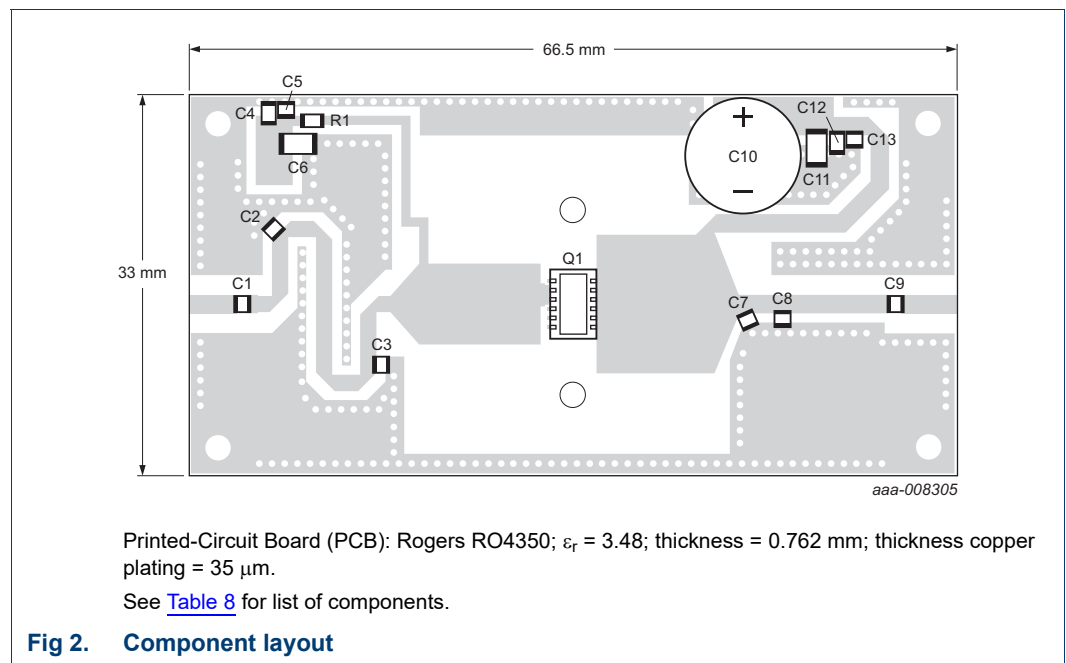 66.5 mm
C5
C12
C4
R1
+
C13
C10
C6
C11
−
C2
Q1
33 mm
C1
C9
C7
C8
C3
aaa-008305
Printed-Circuit Board (PCB): Rogers RO4350; εr = 3.48; thickness = 0.762 mm; thickness copper
plating = 35 μm.
See Table 8 for list of components.
Fig 2. Component layout